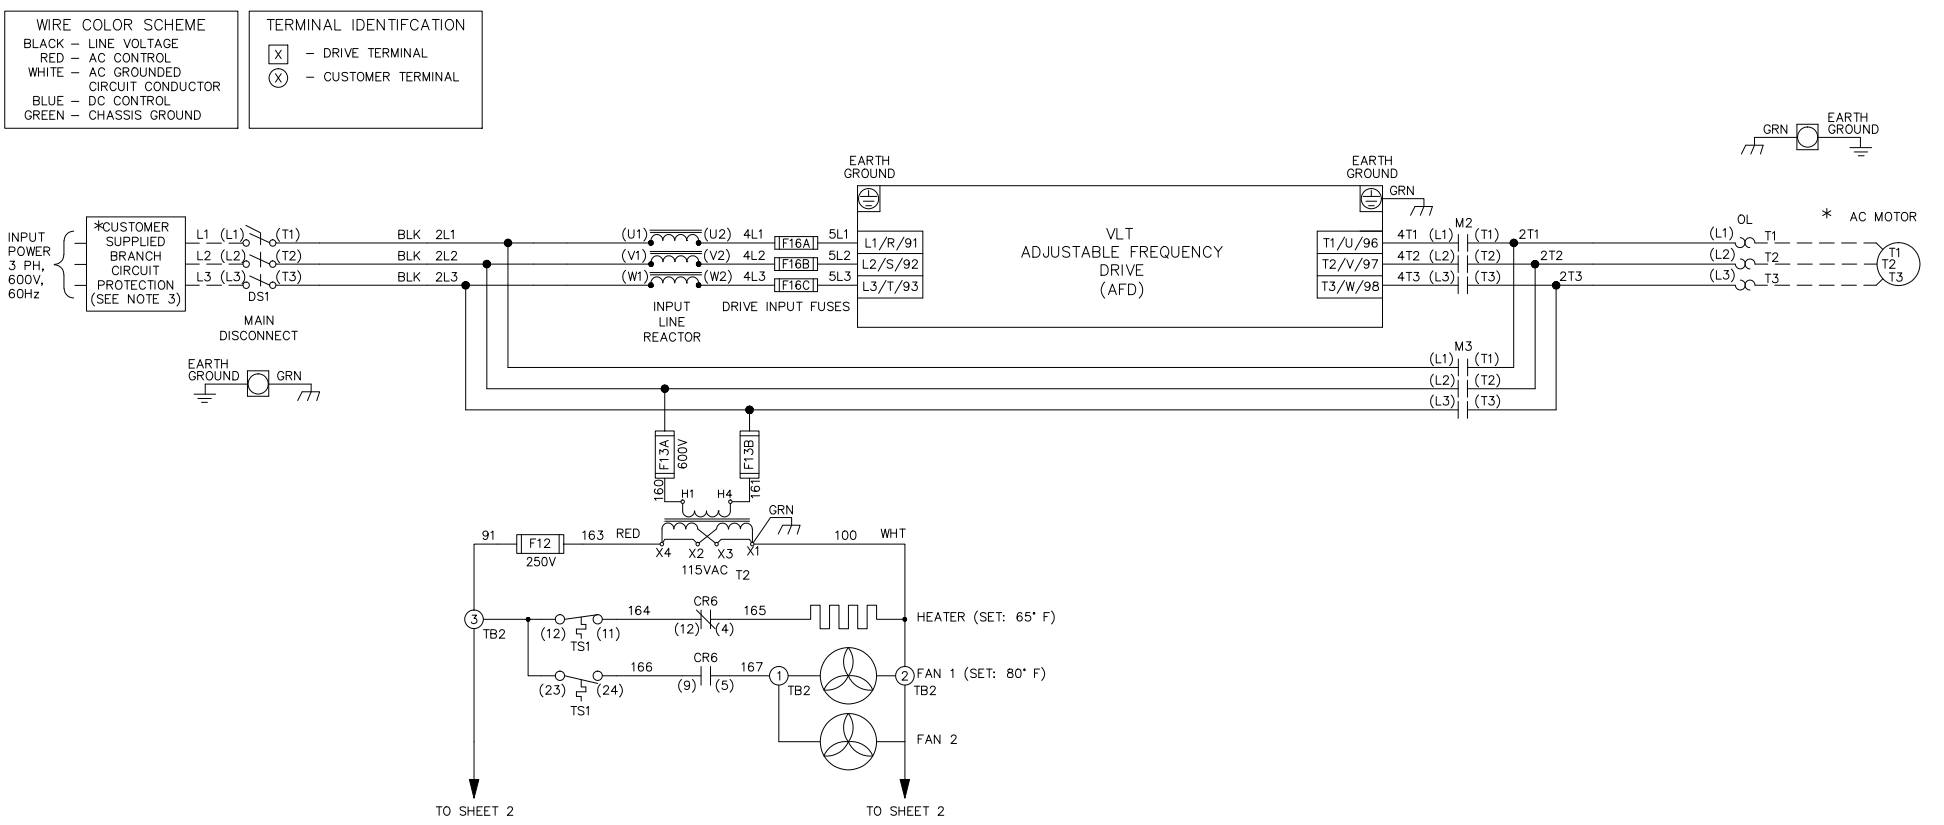 WIRE COLOR SCHEME
BLACK – LINE VOLTAGE
RED – AC CONTROL
WHITE – AC GROUNDED
CIRCUIT CONDUCTOR
BLUE – DC CONTROL
GREEN – CHASSIS GROUND
TERMINAL IDENTIFCATION
X – DRIVE TERMINAL
X – CUSTOMER TERMINAL
EARTH
GROUND
GRN
EARTH
GROUND
EARTH
GROUND
GRN
INPUT
POWER
3 PH,
600V,
60Hz
*CUSTOMER
SUPPLIED
BRANCH
CIRCUIT
PROTECTION
(SEE NOTE 3)
L1 (L1) (T1) BLK 2L1 (U1) (U2) 4L1 F16A 5L1 L1/R/91
L2 (L2) (T2) BLK 2L2 (V1) (V2) 4L2 F16B 5L2 L2/S/92
L3 (L3) (T3) BLK 2L3 (W1) (W2) 4L3 F16C 5L3 L3/T/93
DS1
MAIN
DISCONNECT
INPUT
LINE
REACTOR
DRIVE INPUT FUSES
VLT
ADJUSTABLE FREQUENCY
DRIVE
(AFD)
M2
T1/U/96 4T1 (L1) (T1) 2T1
T2/V/97 4T2 (L2) (T2) 2T2
T3/W/98 4T3 (L3) (T3) 2T3
OL
(L1) T1
(L2) T2
(L3) T3
* AC MOTOR
T1
T2
T3
EARTH
GROUND
GRN
M3
(L1) (T1)
(L2) (T2)
(L3) (T3)
F13A
600V
F13B
160
161
H1 H4
GRN
91 F12 163 RED
250V
X4 X2 X3 X1
100 WHT
115VAC T2
3
TB2
(12) (11)
TS1
164
CR6
(12) (4)
165
HEATER (SET: 65° F)
(23) (24)
TS1
166
CR6
(9) (5)
167
1
TB2
2
TB2
FAN 1 (SET: 80° F)
FAN 2
TO SHEET 2
TO SHEET 2